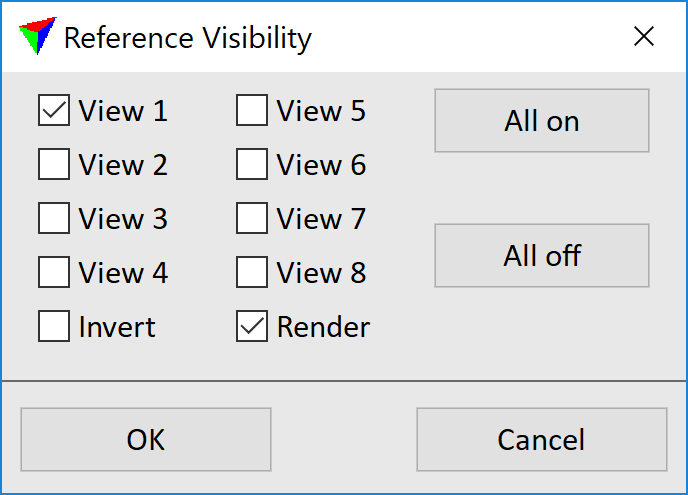 Reference Visibility
View 1
View 5
All on
View 2
View 6
View 3
View 7
View 4
View 8
All off
Invert
Render
OK
Cancel